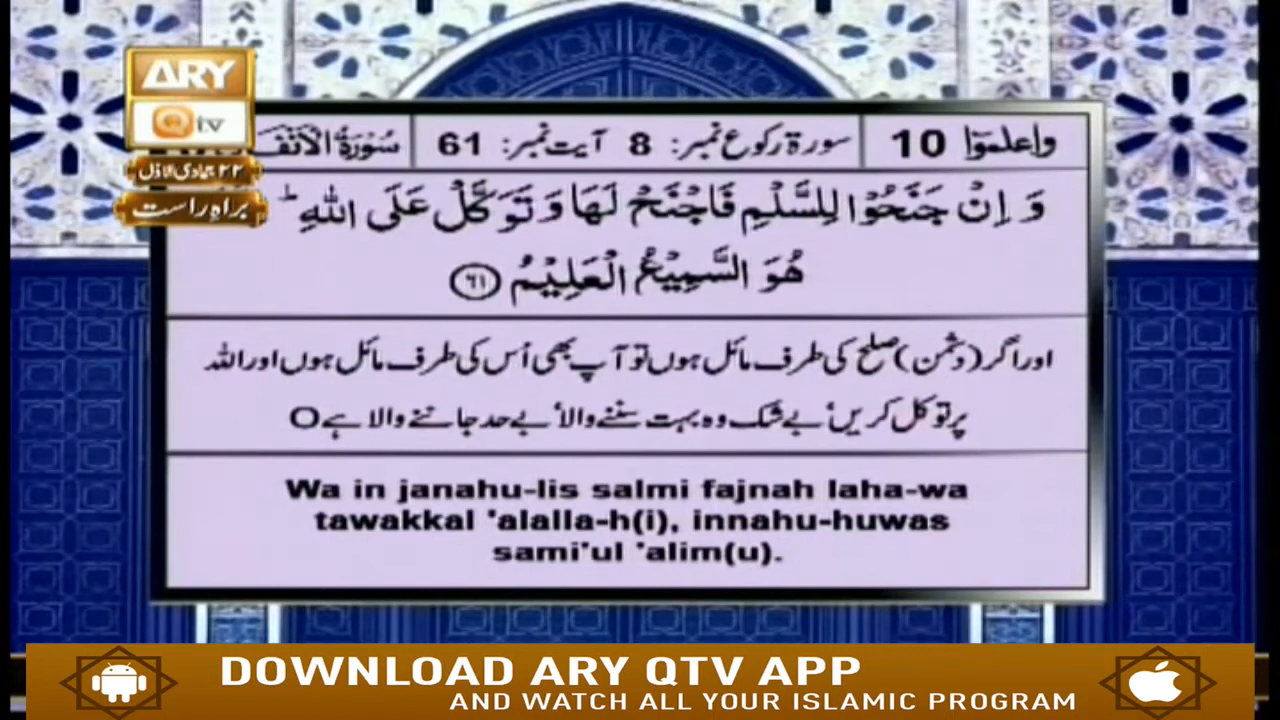 ARY
Qtv
۲۲ جمادی الاوّل
براہِ راست
واعلموٓا 10
سورۃ رکوع نمبر: 8 آیت نمبر: 61
سُوْرَۃُ الْاَنْفَ
وَ اِنْ جَنَحُوْا لِلسَّلْمِ فَاجْنَحْ لَهَا وَ تَوَكَّلْ عَلَى اللّٰهِ ؕ
هُوَ السَّمِیْعُ الْعَلِیْمُ ﴿۶۱﴾
اور اگر (دشمن) صلح کی طرف مائل ہوں تو آپ بھی اُس کی طرف مائل ہوں اور اللہ
پر توکل کریں' بے شک وہ بہت سننے والا' بے حد جاننے والا ہے O
Wa in janahu-lis salmi fajnah laha-wa
tawakkal 'alalla-h(i), innahu-huwas
sami'ul 'alim(u).
DOWNLOAD ARY QTV APP
AND WATCH ALL YOUR ISLAMIC PROGRAM